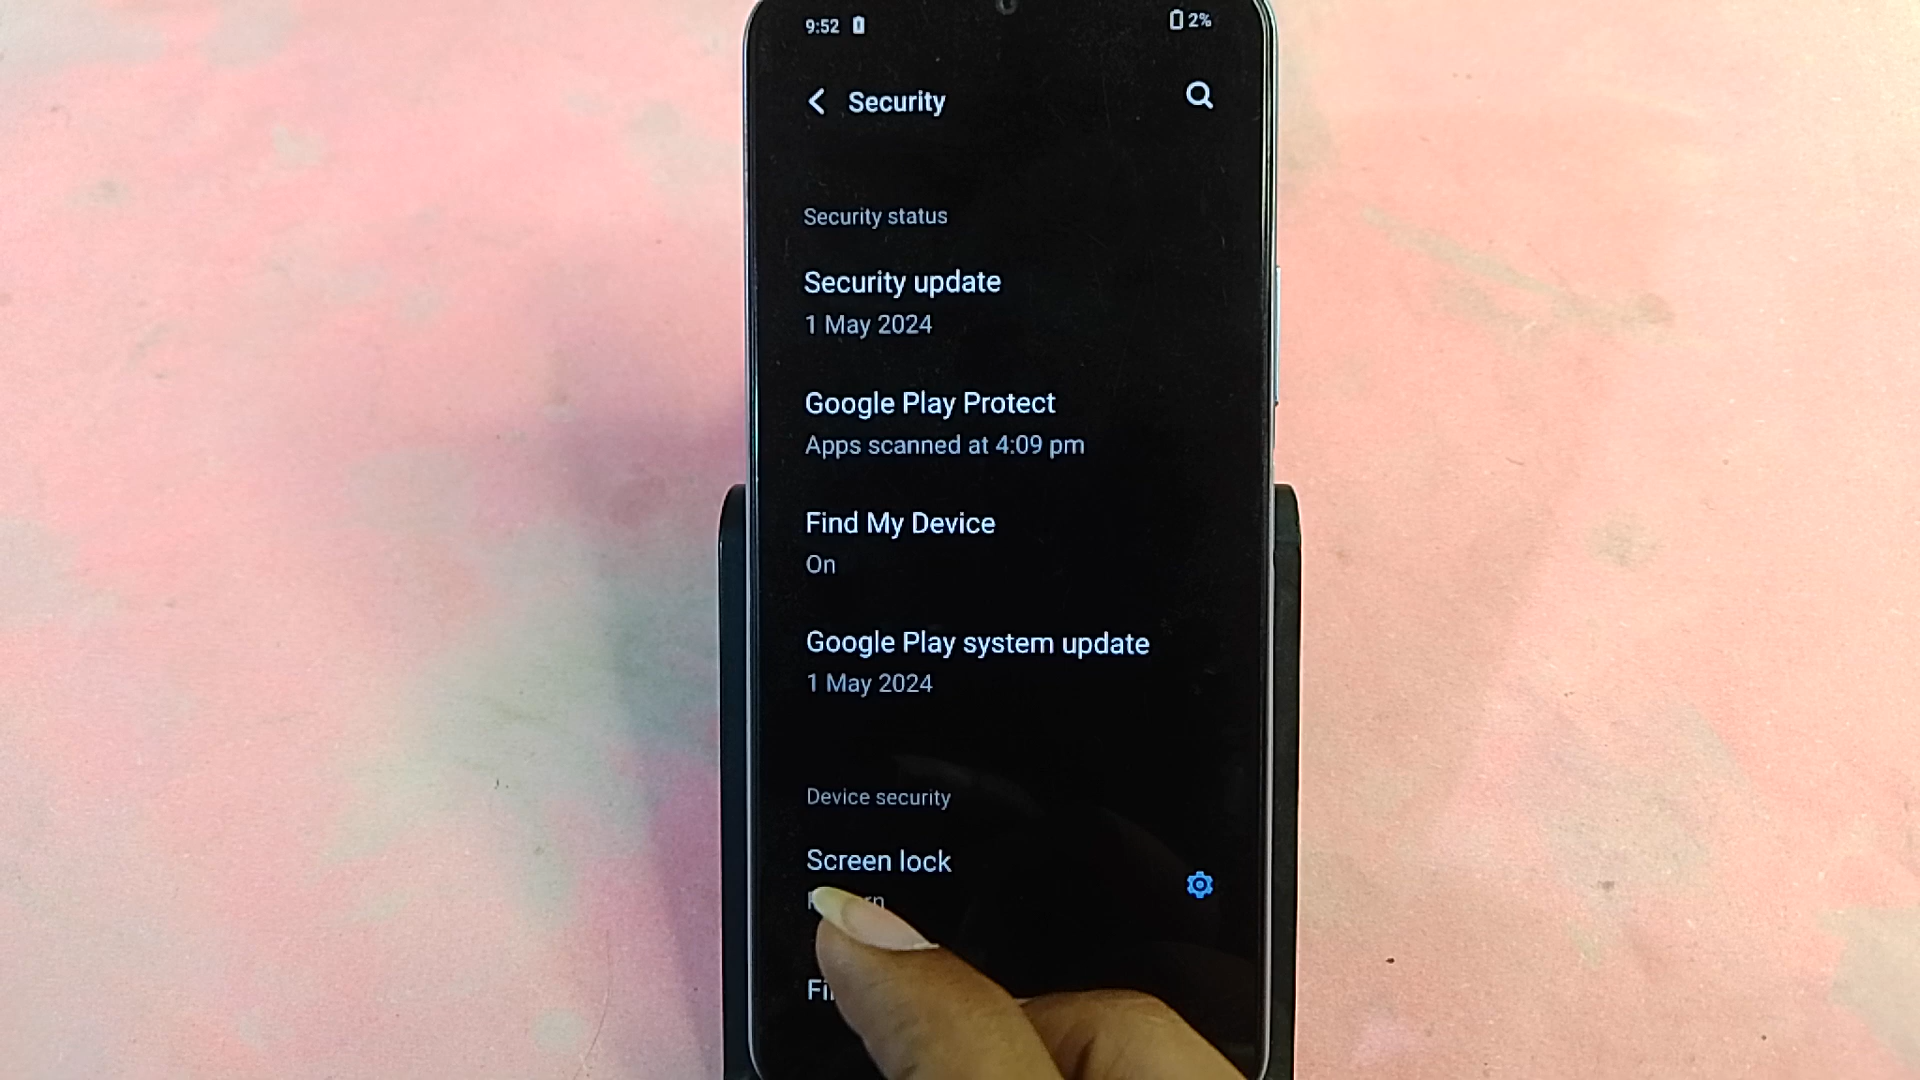 9:52 2%
Security
Security status
Security update
1 May 2024
Google Play Protect
Apps scanned at 4:09 pm
Find My Device
On
Google Play system update
1 May 2024
Device security
Screen lock